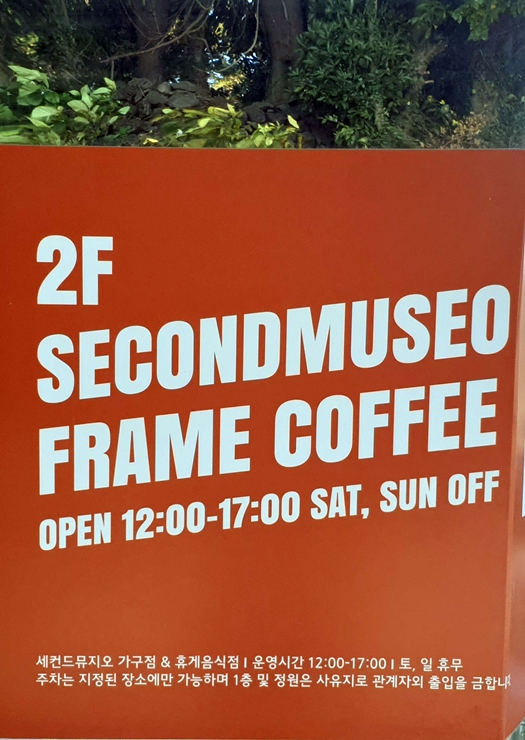 2F
SECONDMUSEO
FRAME COFFEE
OPEN 12:00-17:00 SAT, SUN OFF
세컨드뮤지오 가구점 & 휴게음식점 I 운영시간 12:00-17:00 I 토, 일 휴무
주차는 지정된 장소에만 가능하며 1층 및 정원은 사유지로 관계자외 출입을 금합니